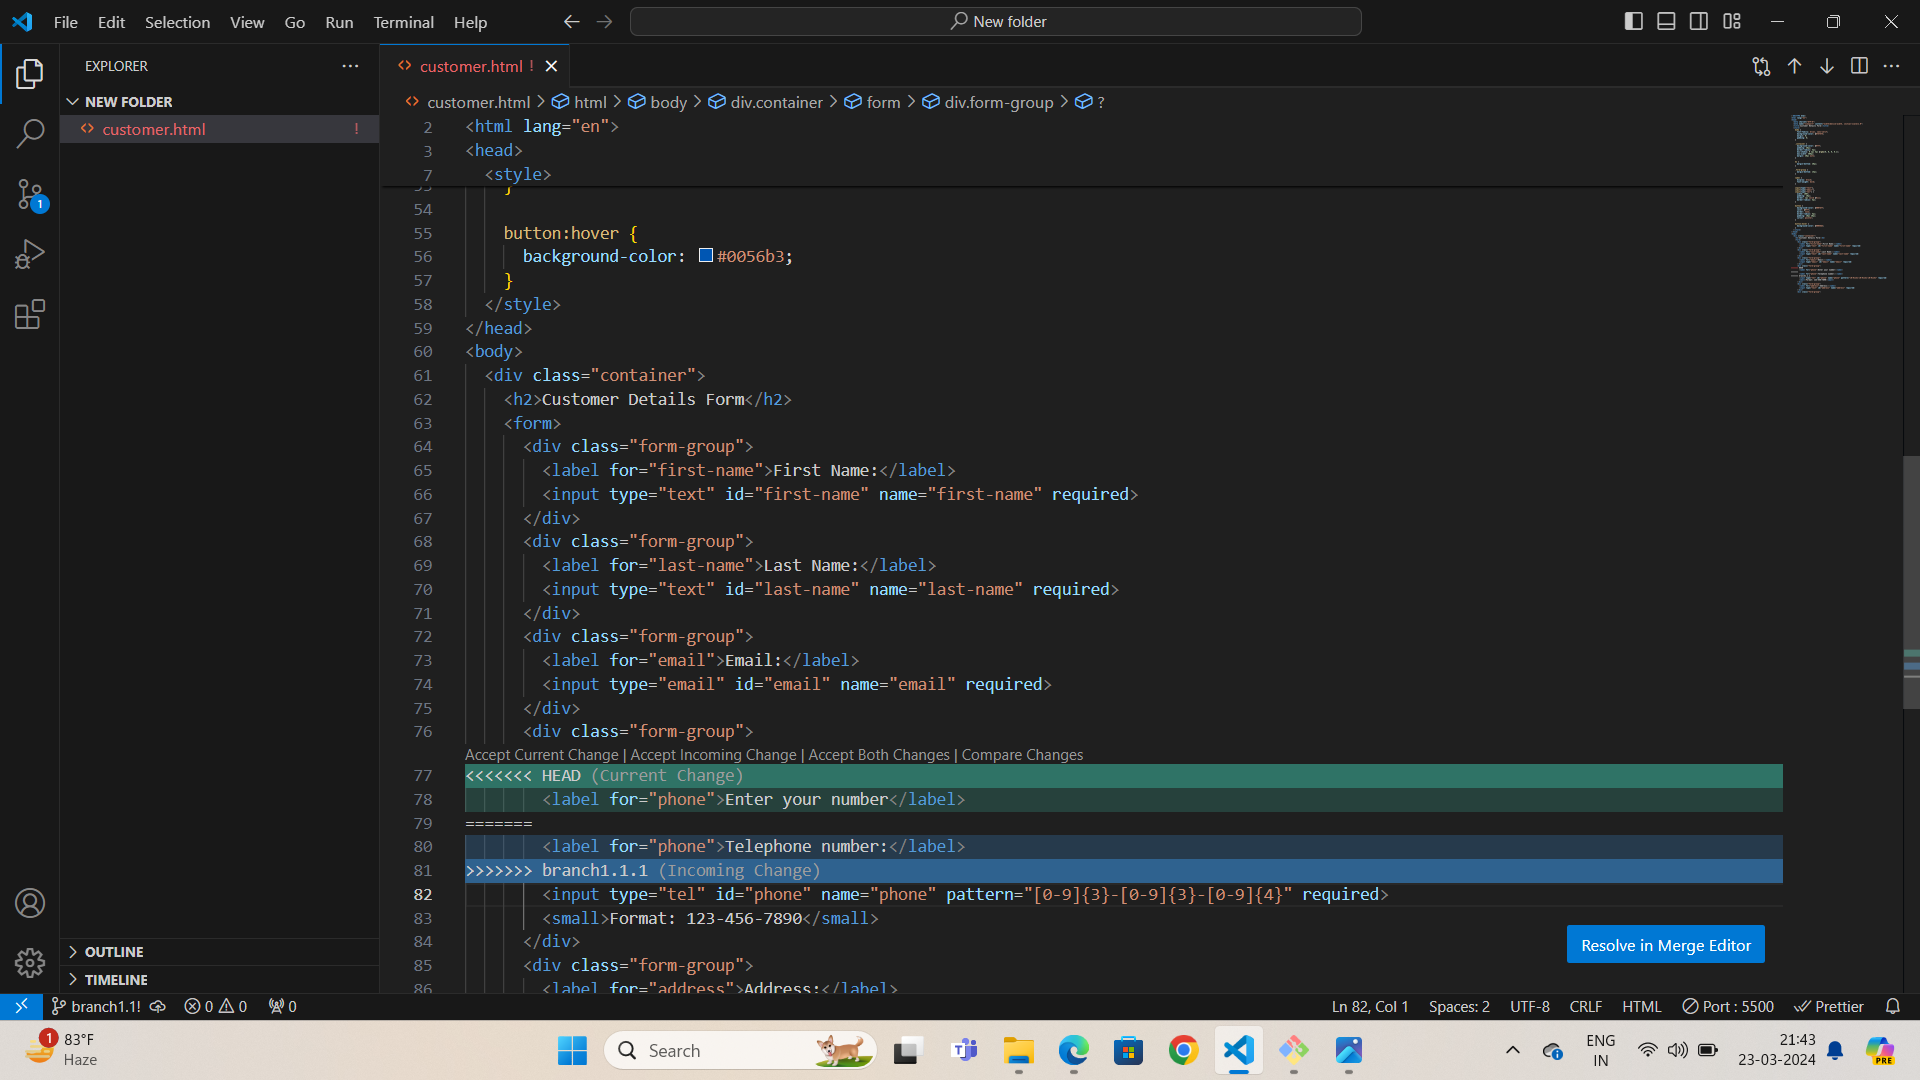 File Edit Selection View Go Run Terminal Help
New folder
EXPLORER
NEW FOLDER
customer.html !
1
customer.html !
customer.html > html > body > div.container > form > div.form-group > ?
2 <html lang="en">
3 <head>
7 <style>
54
55 button:hover {
56 background-color: #0056b3;
57 }
58 </style>
59 </head>
60 <body>
61 <div class="container">
62 <h2>Customer Details Form</h2>
63 <form>
64 <div class="form-group">
65 <label for="first-name">First Name:</label>
66 <input type="text" id="first-name" name="first-name" required>
67 </div>
68 <div class="form-group">
69 <label for="last-name">Last Name:</label>
70 <input type="text" id="last-name" name="last-name" required>
71 </div>
72 <div class="form-group">
73 <label for="email">Email:</label>
74 <input type="email" id="email" name="email" required>
75 </div>
76 <div class="form-group">
Accept Current Change | Accept Incoming Change | Accept Both Changes | Compare Changes
77 <<<<<<< HEAD (Current Change)
78 <label for="phone">Enter your number</label>
79 =======
80 <label for="phone">Telephone number:</label>
81 >>>>>>> branch1.1.1 (Incoming Change)
82 <input type="tel" id="phone" name="phone" pattern="[0-9]{3}-[0-9]{3}-[0-9]{4}" required>
83 <small>Format: 123-456-7890</small>
84 </div>
85 <div class="form-group">
86 <label for="address">Address:</label>
Resolve in Merge Editor
OUTLINE
TIMELINE
branch1.1! 0 0 0
Ln 82, Col 1 Spaces: 2 UTF-8 CRLF HTML Port : 5500 Prettier
1
83°F
Haze
Search
ENG
IN
21:43
23-03-2024
PRE